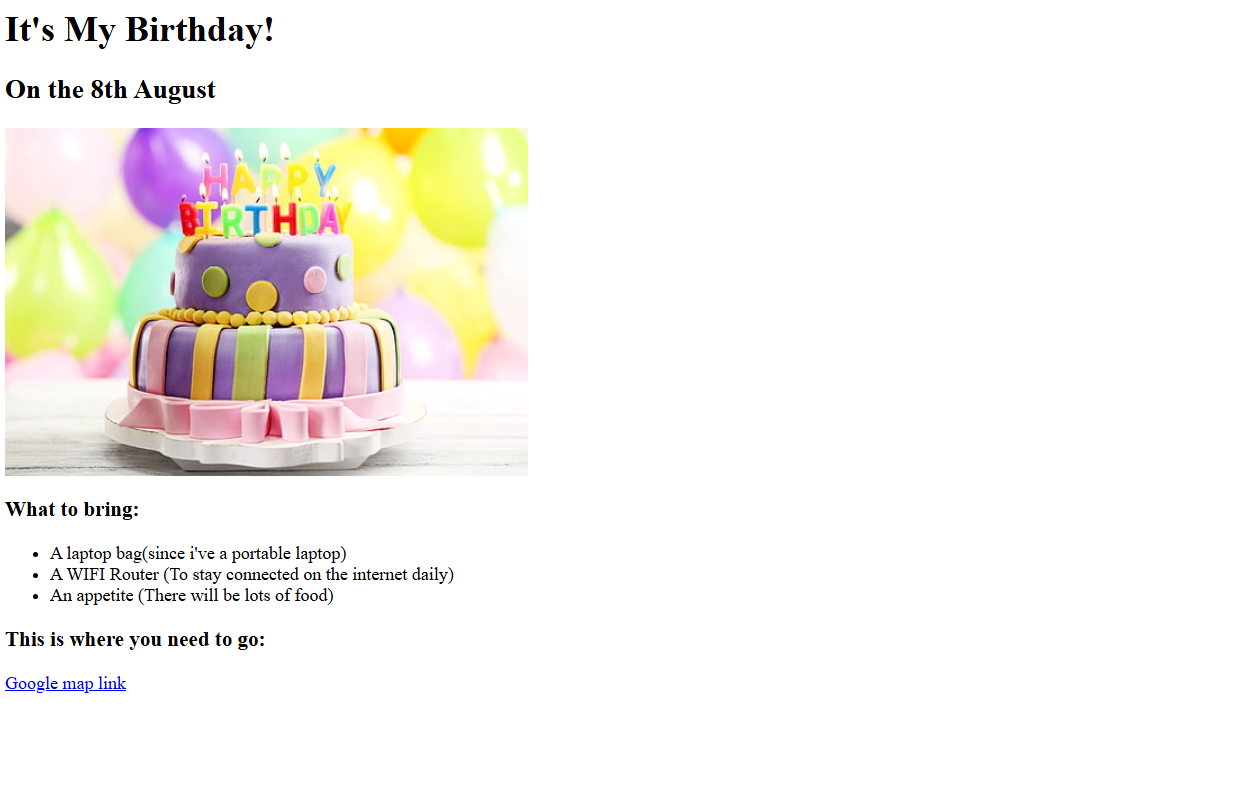 It's My Birthday!
On the 8th August
HAPPY
BIRTHDAY
What to bring:
A laptop bag(since i've a portable laptop)
A WIFI Router (To stay connected on the internet daily)
An appetite (There will be lots of food)
This is where you need to go:
Google map link